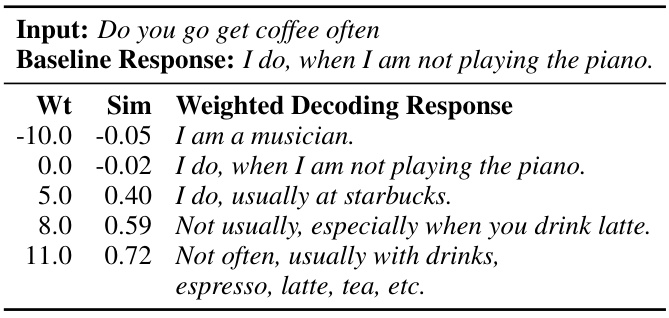 Input: Do you go get coffee often
Baseline Response: I do, when I am not playing the piano.
Wt Sim Weighted Decoding Response
-10.0 -0.05 I am a musician.
0.0 -0.02 I do, when I am not playing the piano.
5.0 0.40 I do, usually at starbucks.
8.0 0.59 Not usually, especially when you drink latte.
11.0 0.72 Not often, usually with drinks,
espresso, latte, tea, etc.